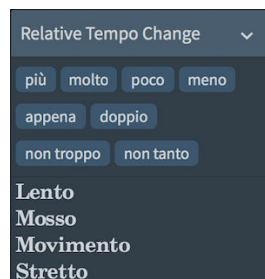 Relative Tempo Change
più molto poco meno
appena doppio
non troppo non tanto
Lento
Mosso
Movimento
Stretto